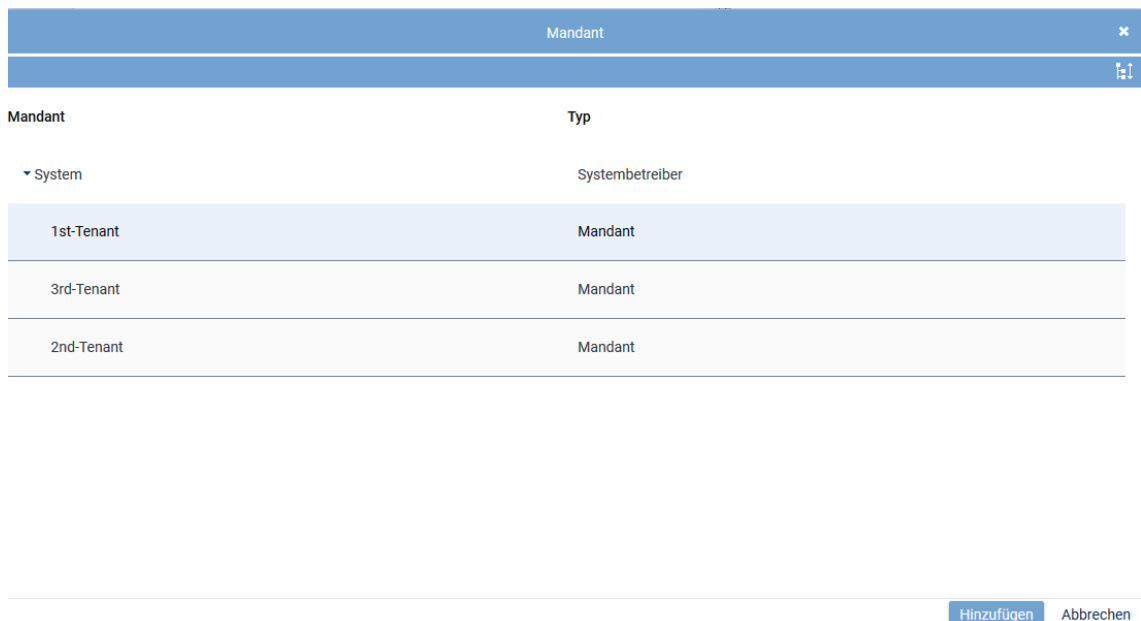 Mandant
Mandant Typ
System Systembetreiber
1st-Tenant Mandant
3rd-Tenant Mandant
2nd-Tenant Mandant
Hinzufügen Abbrechen